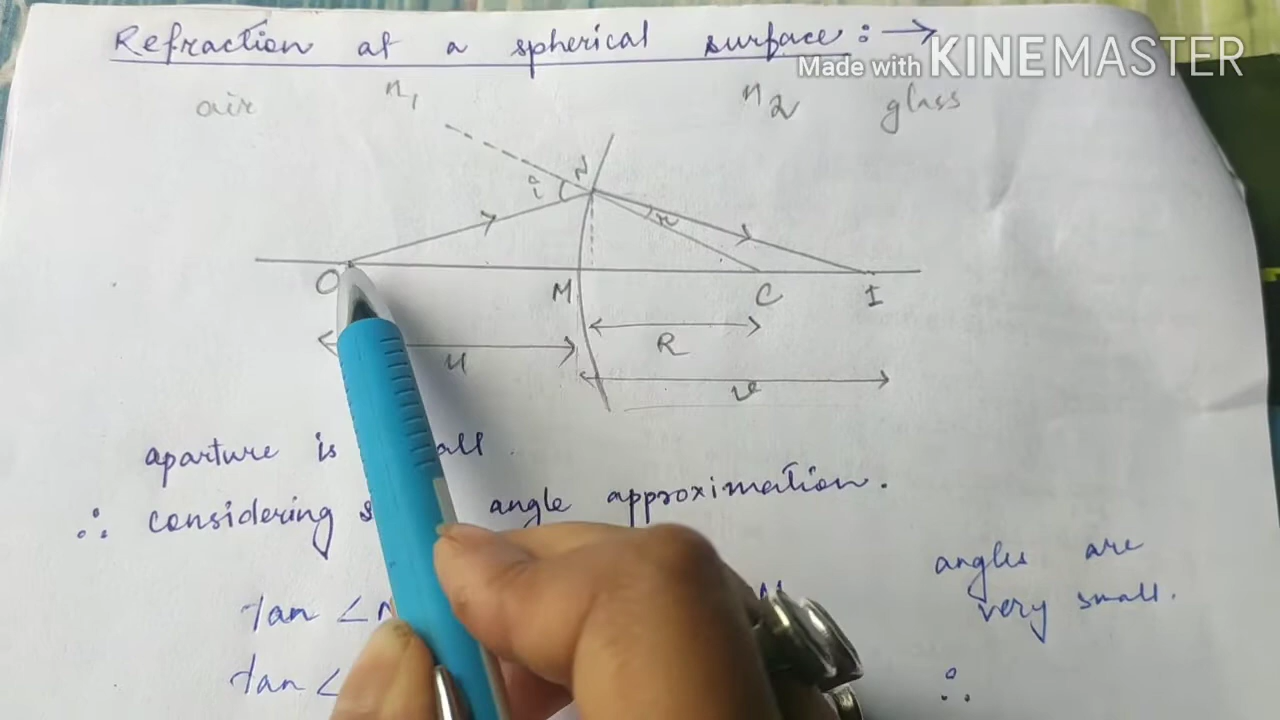 Refraction at a spherical surface :→
Made with KINEMASTER
air n₁ n₂ glass
i N
r
O M C I
R
u
v
aparture is
∴ considering angle approximation.
angles are
very small.
tan ∠
tan ∠
∴